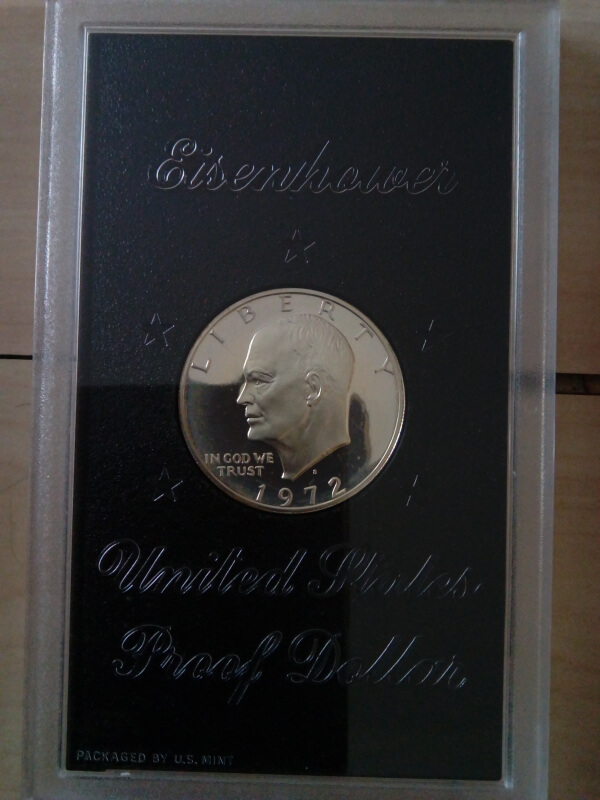 Eisenhower
LIBERTY
IN GOD WE
TRUST
S
1972
United States
Proof Dollar
PACKAGED BY U.S. MINT